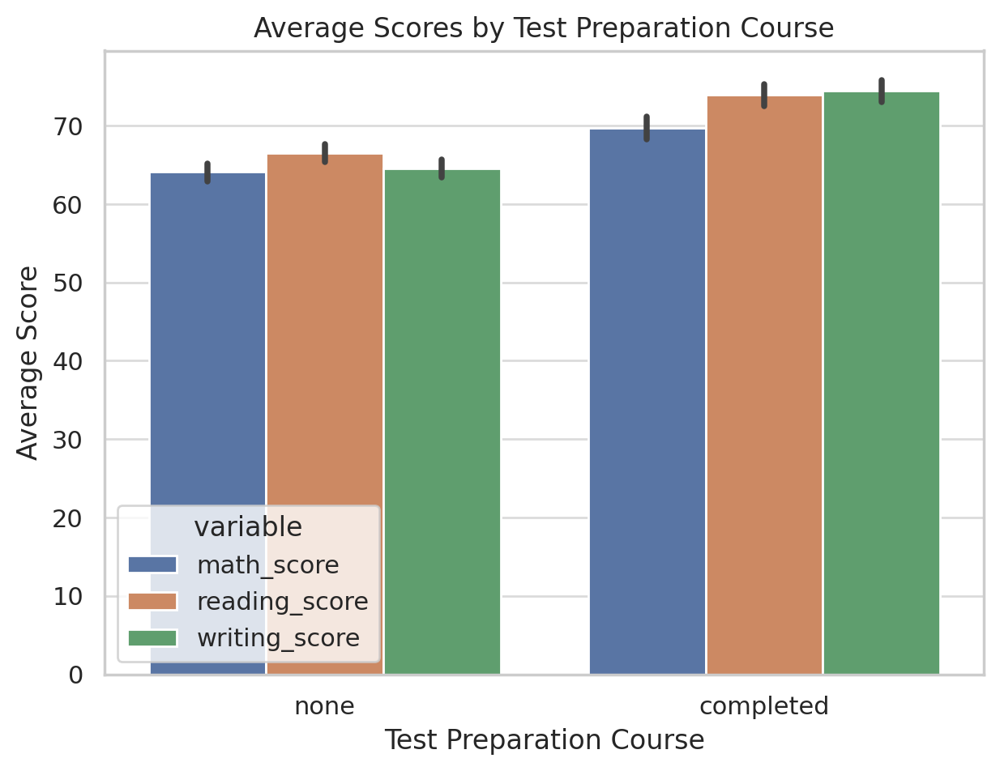 Average Scores by Test Preparation Course
Average Score
70
60
50
40
30
20
10
0
variable
math_score
reading_score
writing_score
none
completed
Test Preparation Course